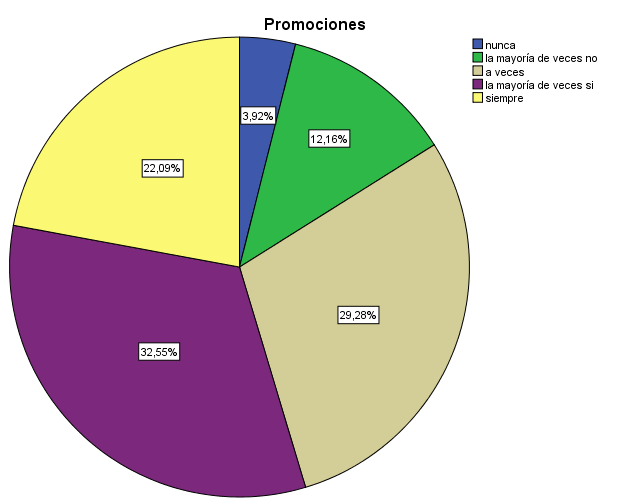 Promociones
nunca
la mayoría de veces no
a veces
la mayoría de veces si
siempre
3,92%
12,16%
22,09%
29,28%
32,55%